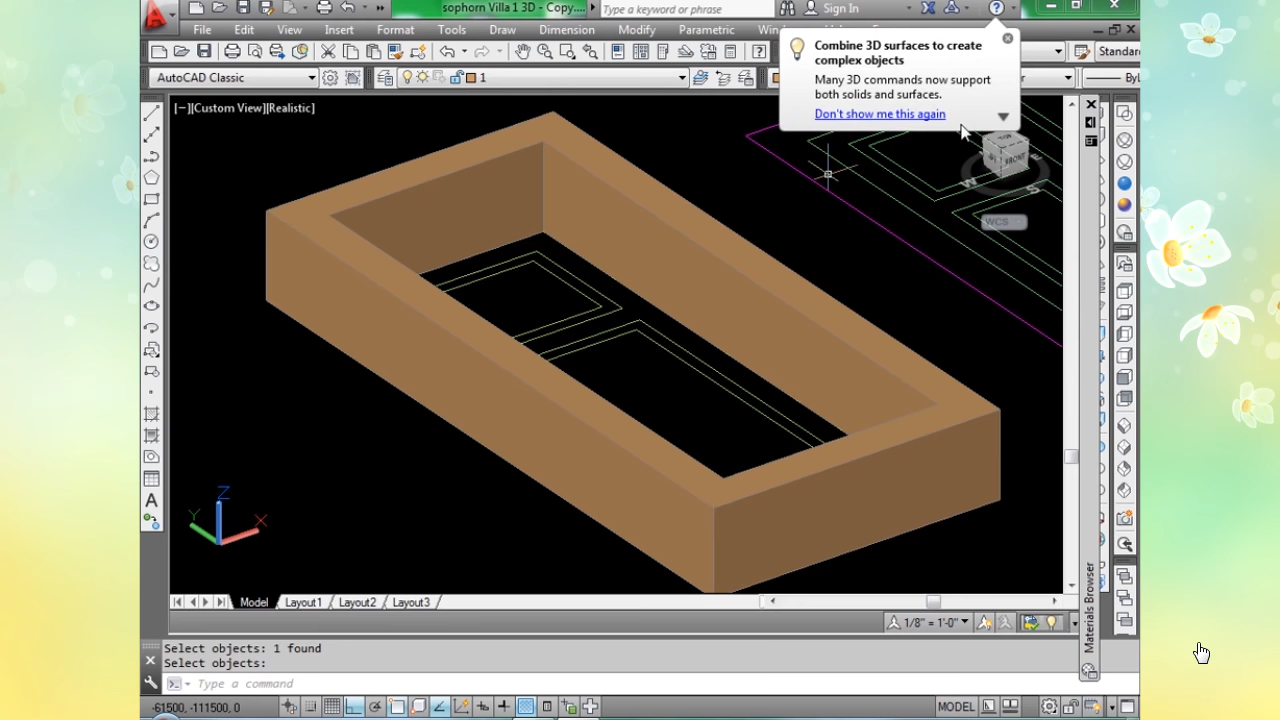 sophorn Villa 1 3D - Copy....
Type a keyword or phrase
Sign In
File Edit View Insert Format Tools Draw Dimension Modify Parametric
Combine 3D surfaces to create
complex objects
Many 3D commands now support
both solids and surfaces.
Don't show me this again
Standard
AutoCAD Classic
1
[−][Custom View][Realistic]
FRONT
W
S
WCS
Z
Y
X
A
Model Layout1 Layout2 Layout3
1/8" = 1'-0"
Materials Browser
Select objects: 1 found
Select objects:
Type a command
-61500, -111500, 0
MODEL